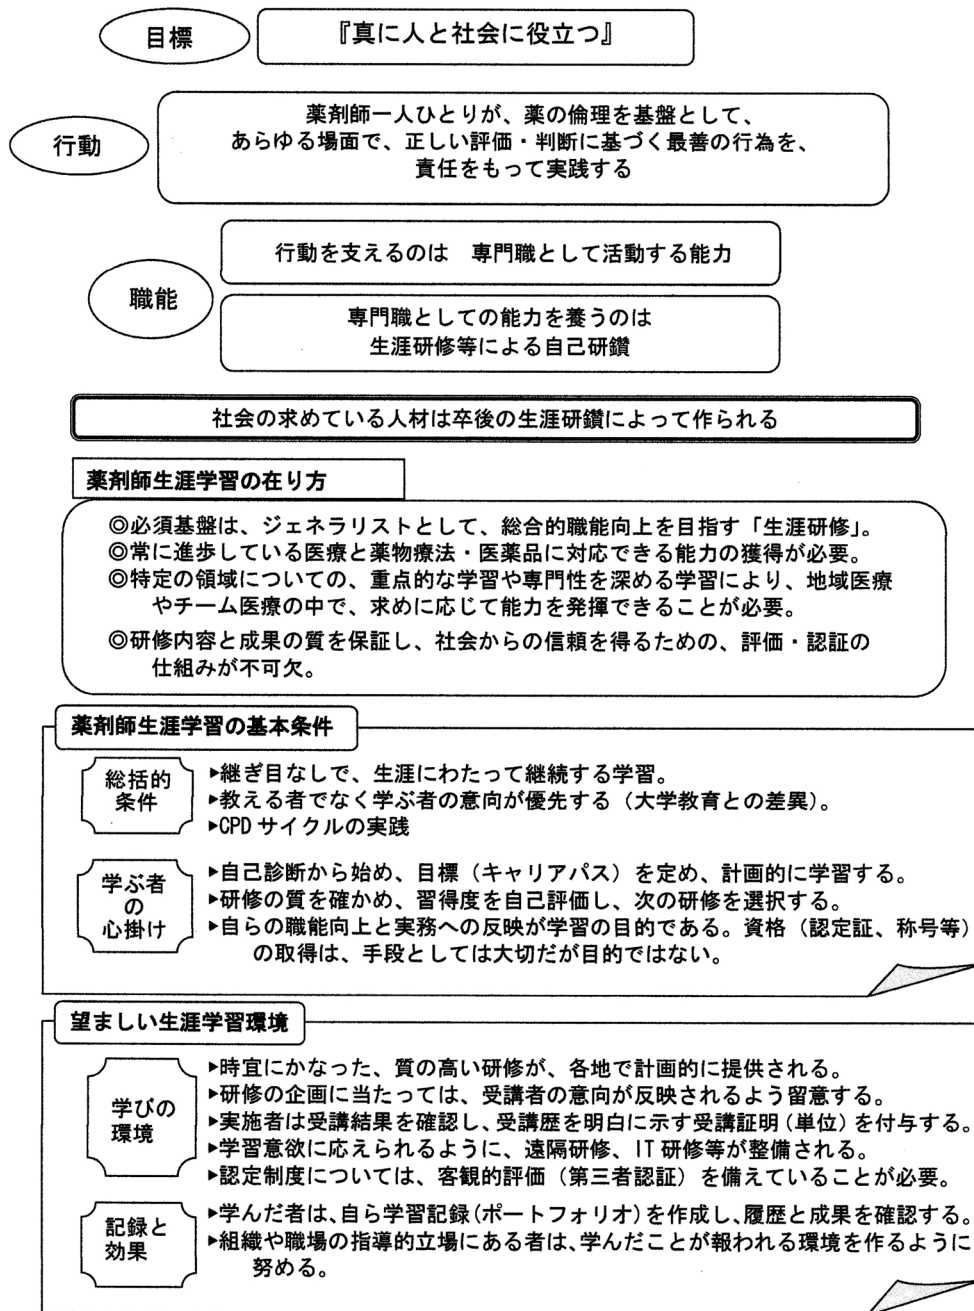 目標
『真に人と社会に役立つ』
行動
薬剤師一人ひとりが、薬の倫理を基盤として、
あらゆる場面で、正しい評価・判断に基づく最善の行為を、
責任をもって実践する
職能
行動を支えるのは　専門職として活動する能力
専門職としての能力を養うのは
生涯研修等による自己研鑽
社会の求めている人材は卒後の生涯研鑽によって作られる
薬剤師生涯学習の在り方
◎必須基盤は、ジェネラリストとして、総合的職能向上を目指す「生涯研修」。
◎常に進歩している医療と薬物療法・医薬品に対応できる能力の獲得が必要。
◎特定の領域についての、重点的な学習や専門性を深める学習により、地域医療
やチーム医療の中で、求めに応じて能力を発揮できることが必要。
◎研修内容と成果の質を保証し、社会からの信頼を得るための、評価・認証の
仕組みが不可欠。
薬剤師生涯学習の基本条件
総括的
条件
▶継ぎ目なしで、生涯にわたって継続する学習。
▶教える者でなく学ぶ者の意向が優先する（大学教育との差異）。
▶CPDサイクルの実践
学ぶ者
の
心掛け
▶自己診断から始め、目標（キャリアパス）を定め、計画的に学習する。
▶研修の質を確かめ、習得度を自己評価し、次の研修を選択する。
▶自らの職能向上と実務への反映が学習の目的である。資格（認定証、称号等）
の取得は、手段としては大切だが目的ではない。
望ましい生涯学習環境
学びの
環境
▶時宜にかなった、質の高い研修が、各地で計画的に提供される。
▶研修の企画に当たっては、受講者の意向が反映されるよう留意する。
▶実施者は受講結果を確認し、受講歴を明白に示す受講証明（単位）を付与する。
▶学習意欲に応えられるように、遠隔研修、IT研修等が整備される。
▶認定制度については、客観的評価（第三者認証）を備えていることが必要。
記録と
効果
▶学んだ者は、自ら学習記録（ポートフォリオ）を作成し、履歴と成果を確認する。
▶組織や職場の指導的立場にある者は、学んだことが報われる環境を作るように
努める。